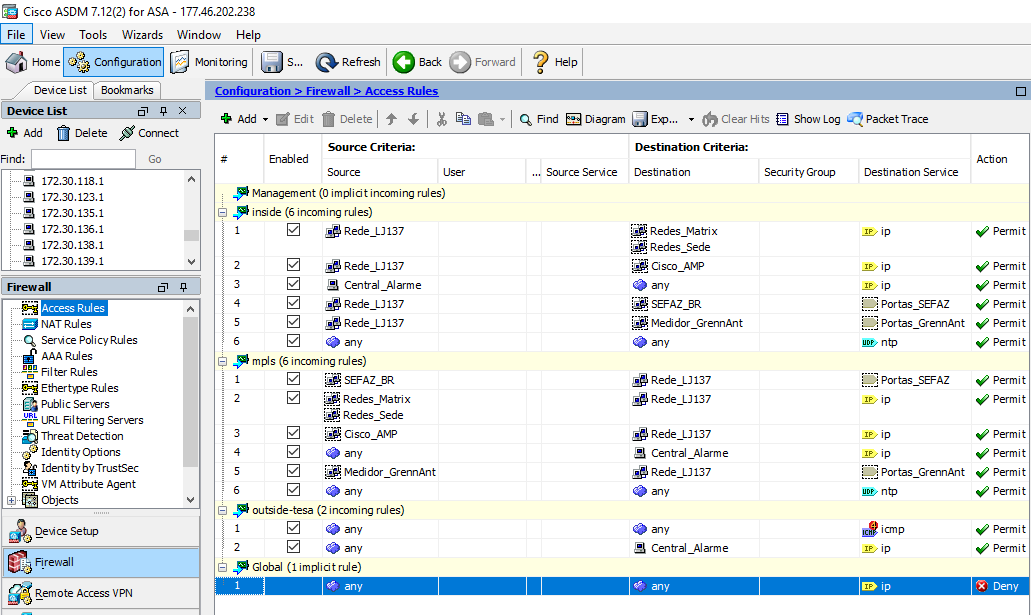 Cisco ASDM 7.12(2) for ASA - 177.46.202.238
File View Tools Wizards Window Help
Home Configuration Monitoring S... Refresh Back Forward Help
Device List Bookmarks
Configuration > Firewall > Access Rules
Device List
Add Delete Connect
Find: Go
172.30.118.1
172.30.123.1
172.30.135.1
172.30.136.1
172.30.138.1
172.30.139.1
Firewall
Access Rules
NAT Rules
Service Policy Rules
AAA Rules
Filter Rules
Ethertype Rules
Public Servers
URL Filtering Servers
Threat Detection
Identity Options
Identity by TrustSec
VM Attribute Agent
Objects
Device Setup
Firewall
Remote Access VPN
Add Edit Delete Find Diagram Exp... Clear Hits Show Log Packet Trace
# Enabled Source Criteria: Destination Criteria: Action
Source User ... Source Service Destination Security Group Destination Service
Management (0 implicit incoming rules)
inside (6 incoming rules)
1 Rede_LJ137 Redes_Matrix ip Permit
Redes_Sede
2 Rede_LJ137 Cisco_AMP ip Permit
3 Central_Alarme any ip Permit
4 Rede_LJ137 SEFAZ_BR Portas_SEFAZ Permit
5 Rede_LJ137 Medidor_GrennAnt Portas_GrennAnt Permit
6 any any ntp Permit
mpls (6 incoming rules)
1 SEFAZ_BR Rede_LJ137 Portas_SEFAZ Permit
2 Redes_Matrix Rede_LJ137 ip Permit
Redes_Sede
3 Cisco_AMP Rede_LJ137 ip Permit
4 any Central_Alarme ip Permit
5 Medidor_GrennAnt Rede_LJ137 Portas_GrennAnt Permit
6 any any ntp Permit
outside-tesa (2 incoming rules)
1 any any icmp Permit
2 any Central_Alarme ip Permit
Global (1 implicit rule)
1 any any ip Deny